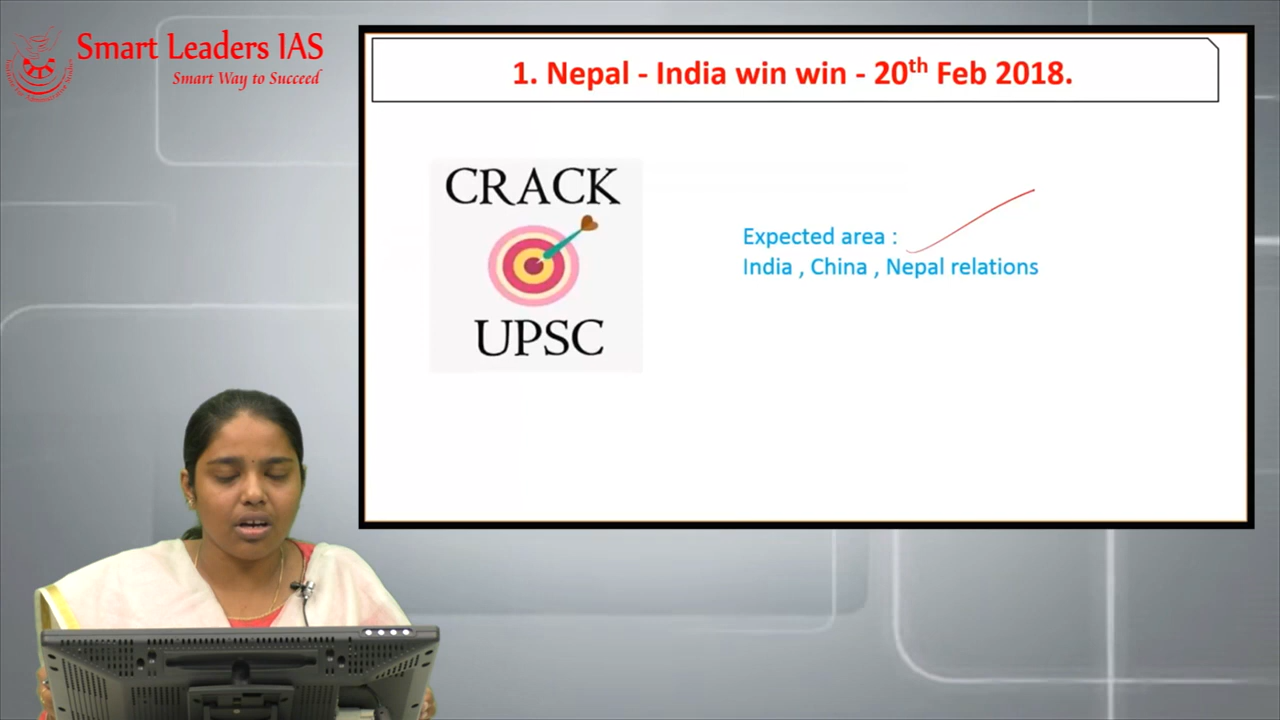 Smart Leaders IAS
Smart Way to Succeed
1. Nepal - India win win - 20th Feb 2018.
CRACK
UPSC
Expected area :
India , China , Nepal relations